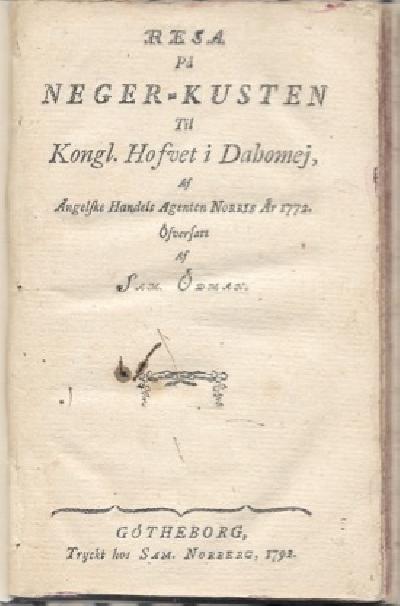 RESA
På
NEGER-KUSTEN
Til
Kongl. Hofvet i Dahomej,
Af
Ångelske Handels Agenten NORRIS År 1772.
Öfversatt
Af
SAM. ÖDMAN.
GÖTHEBORG,
Tryckt hos SAM. NORBERG, 1792.